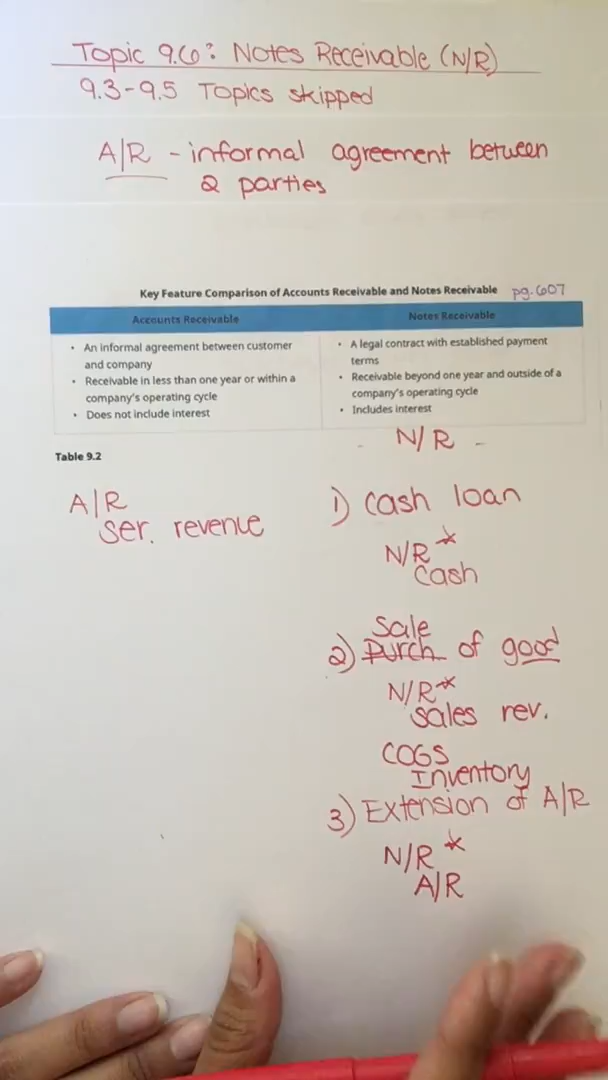 Topic 9.6: Notes Receivable (N/R)
9.3-9.5 Topics skipped
A/R - informal agreement between
2 parties
Key Feature Comparison of Accounts Receivable and Notes Receivable pg. 607
Accounts Receivable
• An informal agreement between customer
and company
• Receivable in less than one year or within a
company's operating cycle
• Does not include interest
Notes Receivable
• A legal contract with established payment
terms
• Receivable beyond one year and outside of a
company's operating cycle
• Includes interest
Table 9.2
A/R
Ser. revenue
- N/R -
1) Cash loan
N/R *
Cash
Sale
2) Purch of good
N/R *
Sales rev.
COGS
Inventory
3) Extension of A/R
N/R *
A/R